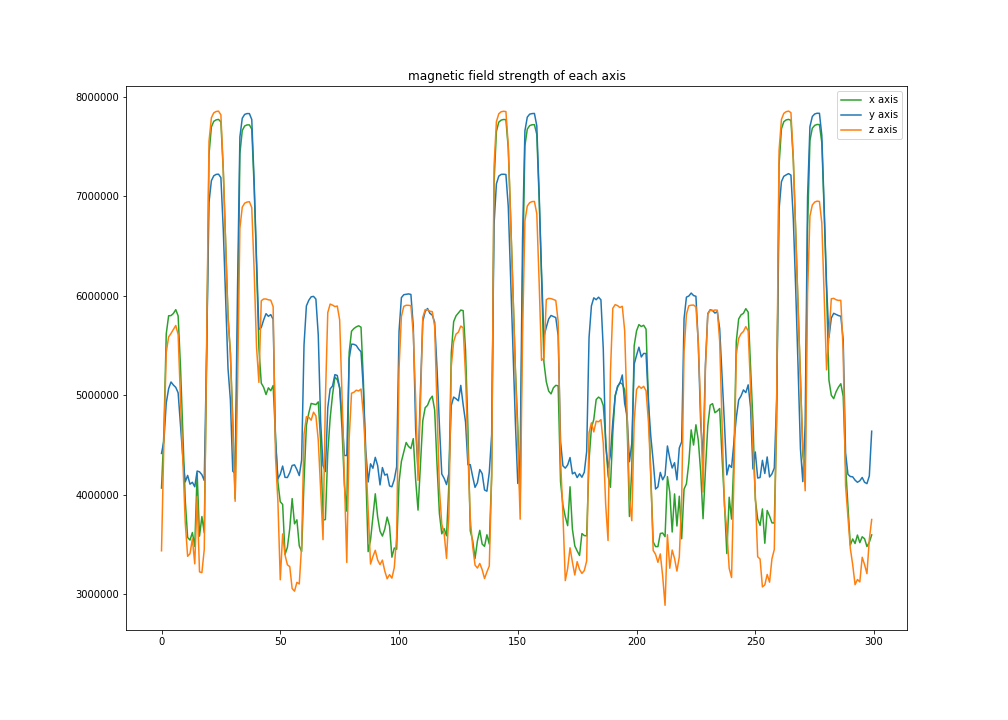 magnetic field strength of each axis
8000000
7000000
6000000
5000000
4000000
3000000
x axis
y axis
z axis
0 50 100 150 200 250 300